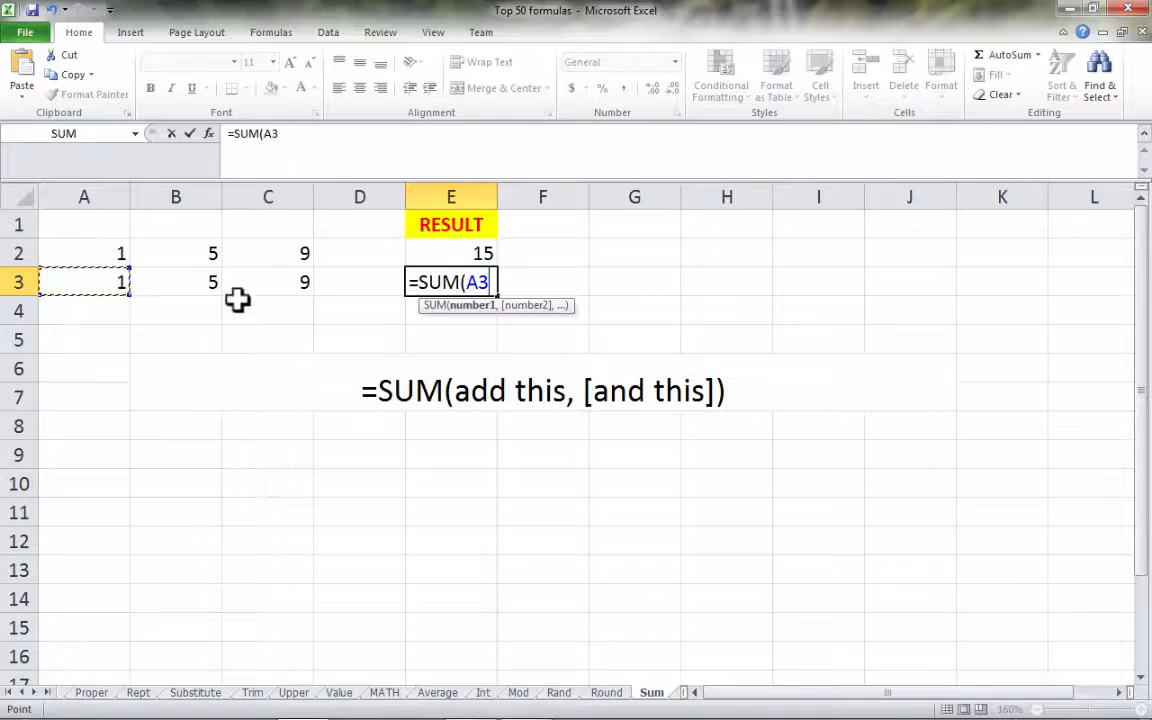 Top 50 formulas - Microsoft Excel
File Home Insert Page Layout Formulas Data Review View Team
Paste
Cut
Copy
Format Painter
Clipboard
11
A A
B I U A
Font
Wrap Text
Merge & Center
Alignment
General
$ % ,
Number
Conditional Formatting
Format as Table
Cell Styles
Styles
Insert Delete Format
Cells
Σ AutoSum
Fill
Clear
Sort & Filter
Find & Select
Editing
SUM fx =SUM(A3
A B C D E F G H I J K L
1 RESULT
2 1 5 9 15
3 1 5 9 =SUM(A3
SUM(number1, [number2], ...)
4
5
6
=SUM(add this, [and this])
7
8
9
10
11
12
13
14
15
16
17
Proper Rept Substitute Trim Upper Value MATH Average Int Mod Rand Round Sum
Point 160%